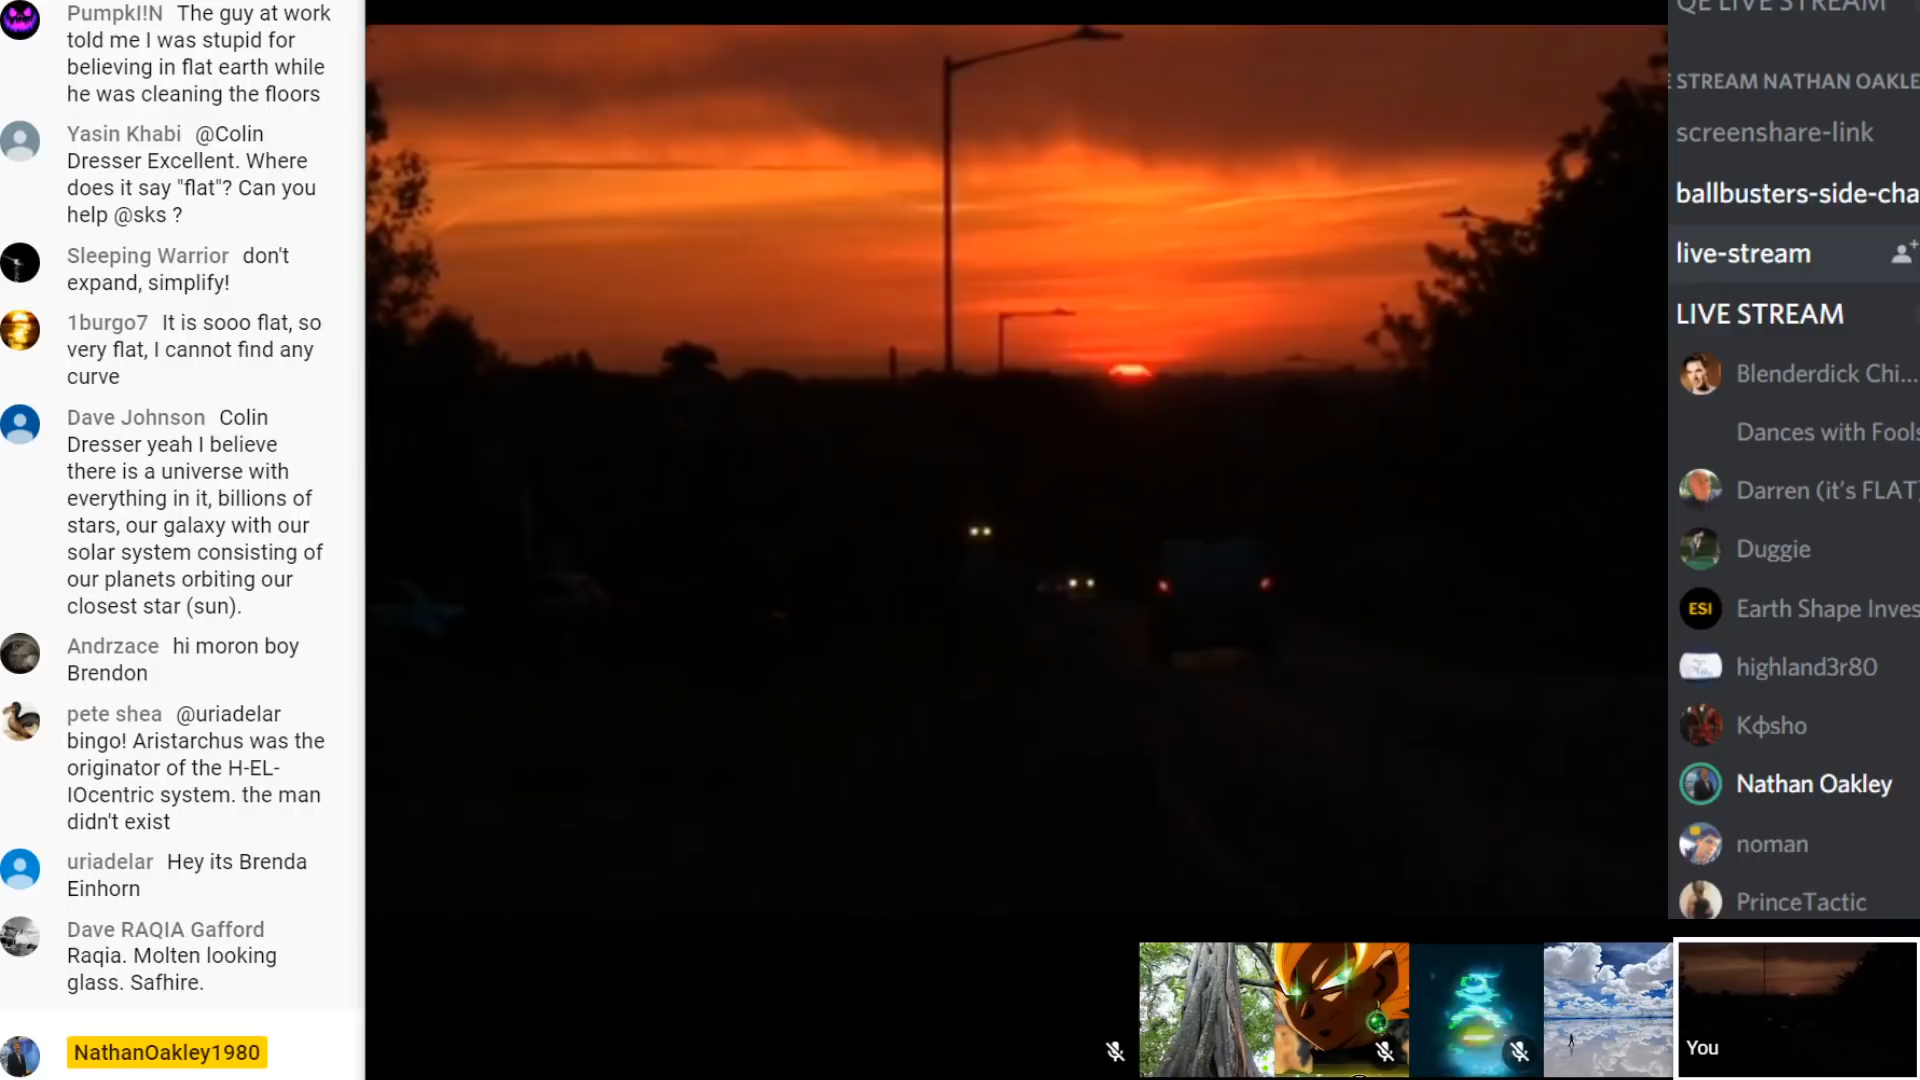 PumpkI!N The guy at work
told me I was stupid for
believing in flat earth while
he was cleaning the floors
Yasin Khabi @Colin
Dresser Excellent. Where
does it say "flat"? Can you
help @sks ?
Sleeping Warrior don't
expand, simplify!
1burgo7 It is sooo flat, so
very flat, I cannot find any
curve
Dave Johnson Colin
Dresser yeah I believe
there is a universe with
everything in it, billions of
stars, our galaxy with our
solar system consisting of
our planets orbiting our
closest star (sun).
Andrzace hi moron boy
Brendon
pete shea @uriadelar
bingo! Aristarchus was the
originator of the H-EL-
IOcentric system. the man
didn't exist
uriadelar Hey its Brenda
Einhorn
Dave RAQIA Gafford
Raqia. Molten looking
glass. Safhire.
NathanOakley1980
QE LIVE STREAM
STREAM NATHAN OAKLE
screenshare-link
ballbusters-side-cha
live-stream
LIVE STREAM
Blenderdick Chi...
Dances with Fools
Darren (it's FLAT)
Duggie
ESI
Earth Shape Inves
highland3r80
Kфsho
Nathan Oakley
noman
PrinceTactic
You